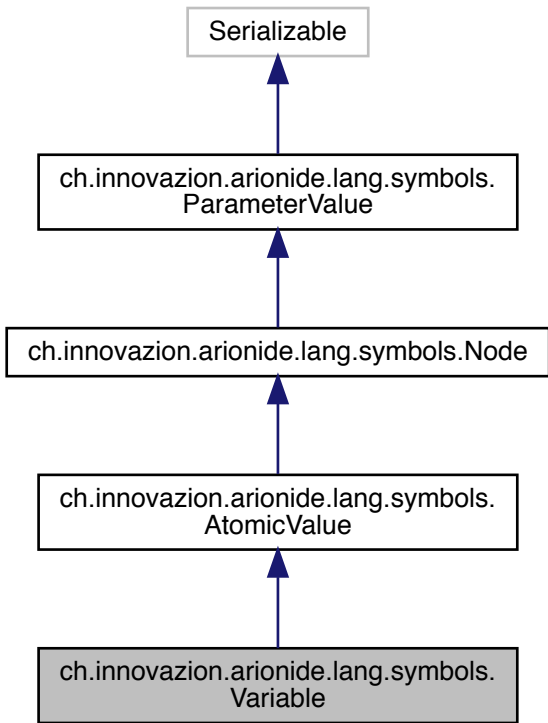 Serializable
ch.innovazion.arionide.lang.symbols.
ParameterValue
ch.innovazion.arionide.lang.symbols.Node
ch.innovazion.arionide.lang.symbols.
AtomicValue
ch.innovazion.arionide.lang.symbols.
Variable